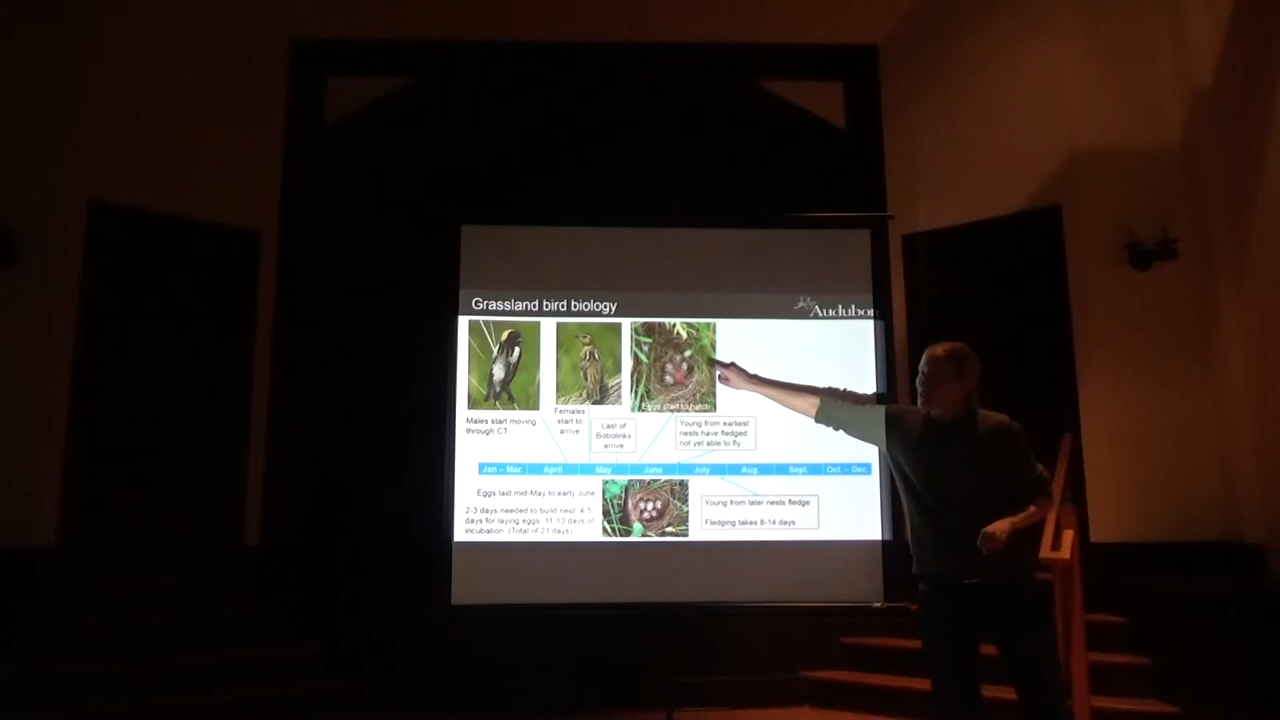 Grassland bird biology
Audubon
Eggs start to hatch
Males start moving
through CT
Females
start to
arrive
Last of
Bobolinks
arrive
Young from earliest
nests have fledged
not yet able to fly
Jan – Mar. April May June July Aug. Sept. Oct. – Dec.
Eggs laid mid-May to early June
2-3 days needed to build nest. 4-5
days for laying eggs. 11-13 days of
incubation. (Total of 21 days)
Young from later nests fledge
Fledging takes 8-14 days